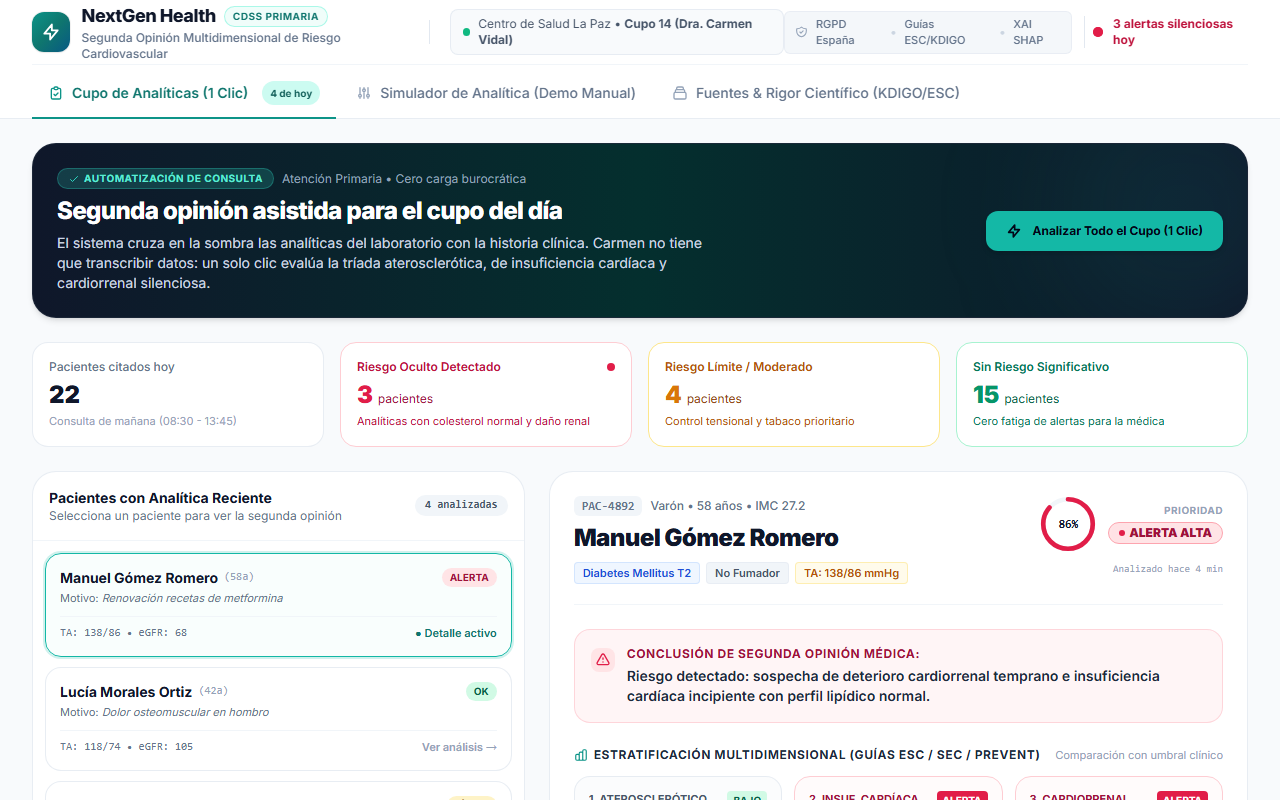 NextGen Health
CDSS PRIMARIA
Segunda Opinión Multidimensional de Riesgo
Cardiovascular
Centro de Salud La Paz • Cupo 14 (Dra. Carmen
Vidal)
RGPD
España
Guías
ESC/KDIGO
XAI
SHAP
3 alertas silenciosas
hoy
Cupo de Analíticas (1 Clic)
4 de hoy
Simulador de Analítica (Demo Manual)
Fuentes & Rigor Científico (KDIGO/ESC)
AUTOMATIZACIÓN DE CONSULTA
Atención Primaria • Cero carga burocrática
Segunda opinión asistida para el cupo del día
El sistema cruza en la sombra las analíticas del laboratorio con la historia clínica. Carmen no tiene
que transcribir datos: un solo clic evalúa la tríada aterosclerótica, de insuficiencia cardíaca y
cardiorrenal silenciosa.
Analizar Todo el Cupo (1 Clic)
Pacientes citados hoy
22
Consulta de mañana (08:30 - 13:45)
Riesgo Oculto Detectado
3 pacientes
Analíticas con colesterol normal y daño renal
Riesgo Límite / Moderado
4 pacientes
Control tensional y tabaco prioritario
Sin Riesgo Significativo
15 pacientes
Cero fatiga de alertas para la médica
Pacientes con Analítica Reciente
Selecciona un paciente para ver la segunda opinión
4 analizadas
Manuel Gómez Romero (58a)
ALERTA
Motivo: Renovación recetas de metformina
TA: 138/86 • eGFR: 68
• Detalle activo
Lucía Morales Ortiz (42a)
OK
Motivo: Dolor osteomuscular en hombro
TA: 118/74 • eGFR: 105
Ver análisis →
PAC-4892
Varón • 58 años • IMC 27.2
Manuel Gómez Romero
Diabetes Mellitus T2
No Fumador
TA: 138/86 mmHg
86%
PRIORIDAD
ALERTA ALTA
Analizado hace 4 min
CONCLUSIÓN DE SEGUNDA OPINIÓN MÉDICA:
Riesgo detectado: sospecha de deterioro cardiorrenal temprano e insuficiencia
cardíaca incipiente con perfil lipídico normal.
ESTRATIFICACIÓN MULTIDIMENSIONAL (GUÍAS ESC / SEC / PREVENT)
Comparación con umbral clínico
1. ATEROSCLERÓTICO
BAJO
2. INSUF. CARDÍACA
ALERTA
3. CARDIORRENAL
ALERTA